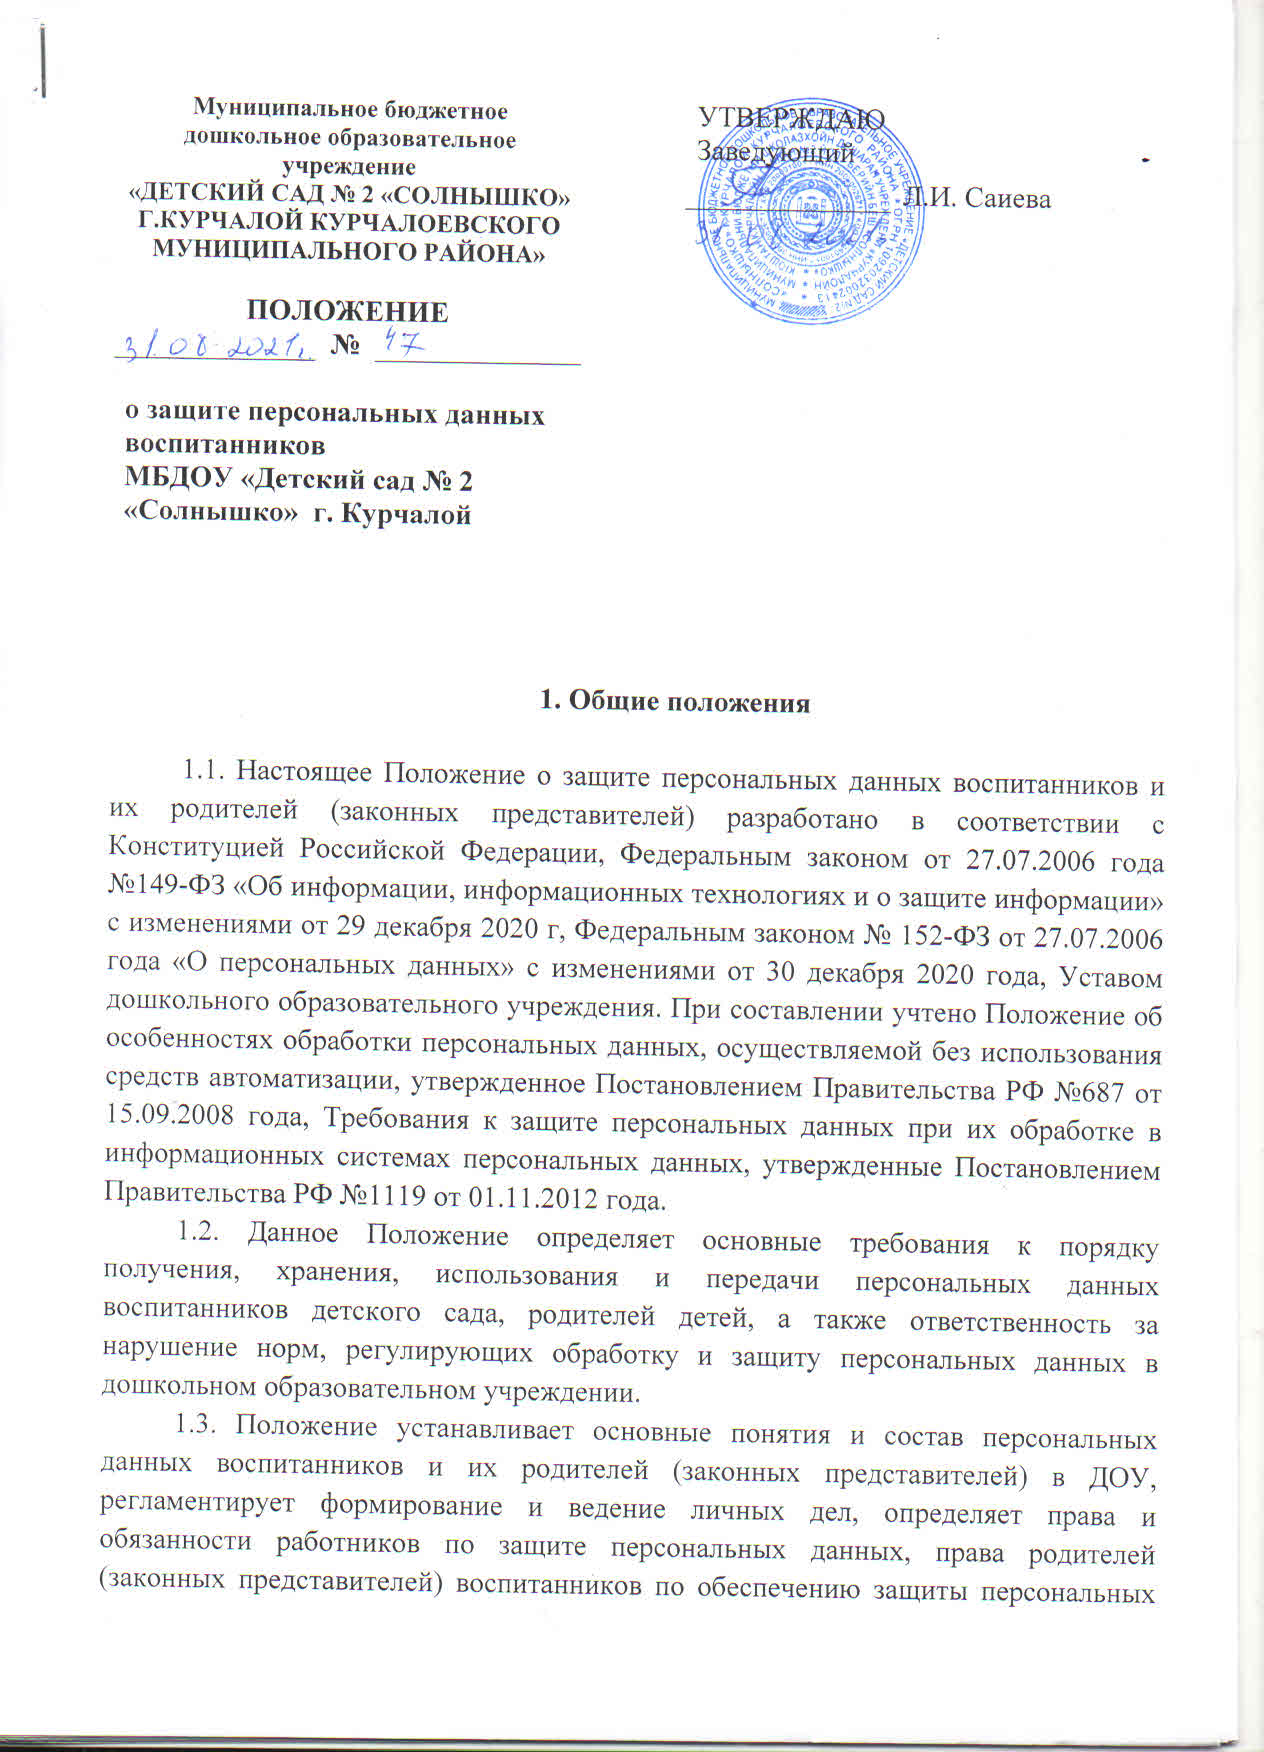 Муниципальное бюджетное
дошкольное образовательное
учреждение
«ДЕТСКИЙ САД № 2 «СОЛНЫШКО»
Г.КУРЧАЛОЙ КУРЧАЛОЕВСКОГО
МУНИЦИПАЛЬНОГО РАЙОНА»
УТВЕРЖДАЮ
Заведующий
Л.И. Саиева
ПОЛОЖЕНИЕ
31.08.2021г. № 47
о защите персональных данных
воспитанников
МБДОУ «Детский сад № 2
«Солнышко» г. Курчалой
1. Общие положения
1.1. Настоящее Положение о защите персональных данных воспитанников и
их родителей (законных представителей) разработано в соответствии с
Конституцией Российской Федерации, Федеральным законом от 27.07.2006 года
№149-ФЗ «Об информации, информационных технологиях и о защите информации»
с изменениями от 29 декабря 2020 г, Федеральным законом № 152-ФЗ от 27.07.2006
года «О персональных данных» с изменениями от 30 декабря 2020 года, Уставом
дошкольного образовательного учреждения. При составлении учтено Положение об
особенностях обработки персональных данных, осуществляемой без использования
средств автоматизации, утвержденное Постановлением Правительства РФ №687 от
15.09.2008 года, Требования к защите персональных данных при их обработке в
информационных системах персональных данных, утвержденные Постановлением
Правительства РФ №1119 от 01.11.2012 года.
1.2. Данное Положение определяет основные требования к порядку
получения, хранения, использования и передачи персональных данных
воспитанников детского сада, родителей детей, а также ответственность за
нарушение норм, регулирующих обработку и защиту персональных данных в
дошкольном образовательном учреждении.
1.3. Положение устанавливает основные понятия и состав персональных
данных воспитанников и их родителей (законных представителей) в ДОУ,
регламентирует формирование и ведение личных дел, определяет права и
обязанности работников по защите персональных данных, права родителей
(законных представителей) воспитанников по обеспечению защиты персональных